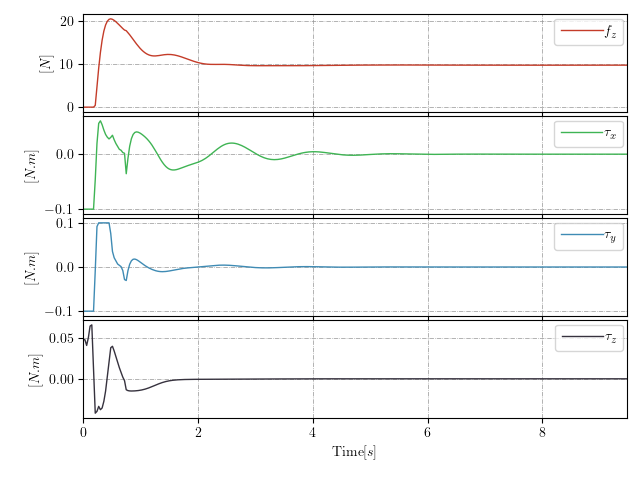 20
10
0
[N]
f_z
0.0
−0.1
[N.m]
τ_x
0.1
0.0
−0.1
[N.m]
τ_y
0.05
0.00
[N.m]
τ_z
0 2 4 6 8
Time[s]